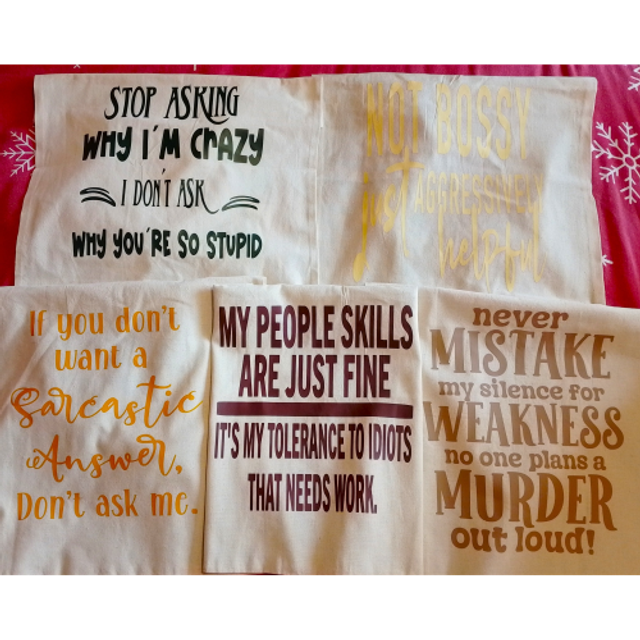 STOP ASKING
WHY I'M CRAZY
I DON'T ASK
WHY YOU'RE SO STUPID
NOT BOSSY
just AGGRESSIVELY
helpful
If you don't
want a
Sarcastic
Answer,
Don't ask me.
MY PEOPLE SKILLS
ARE JUST FINE
IT'S MY TOLERANCE TO IDIOTS
THAT NEEDS WORK.
never
MISTAKE
my silence for
WEAKNESS
no one plans a
MURDER
out loud!